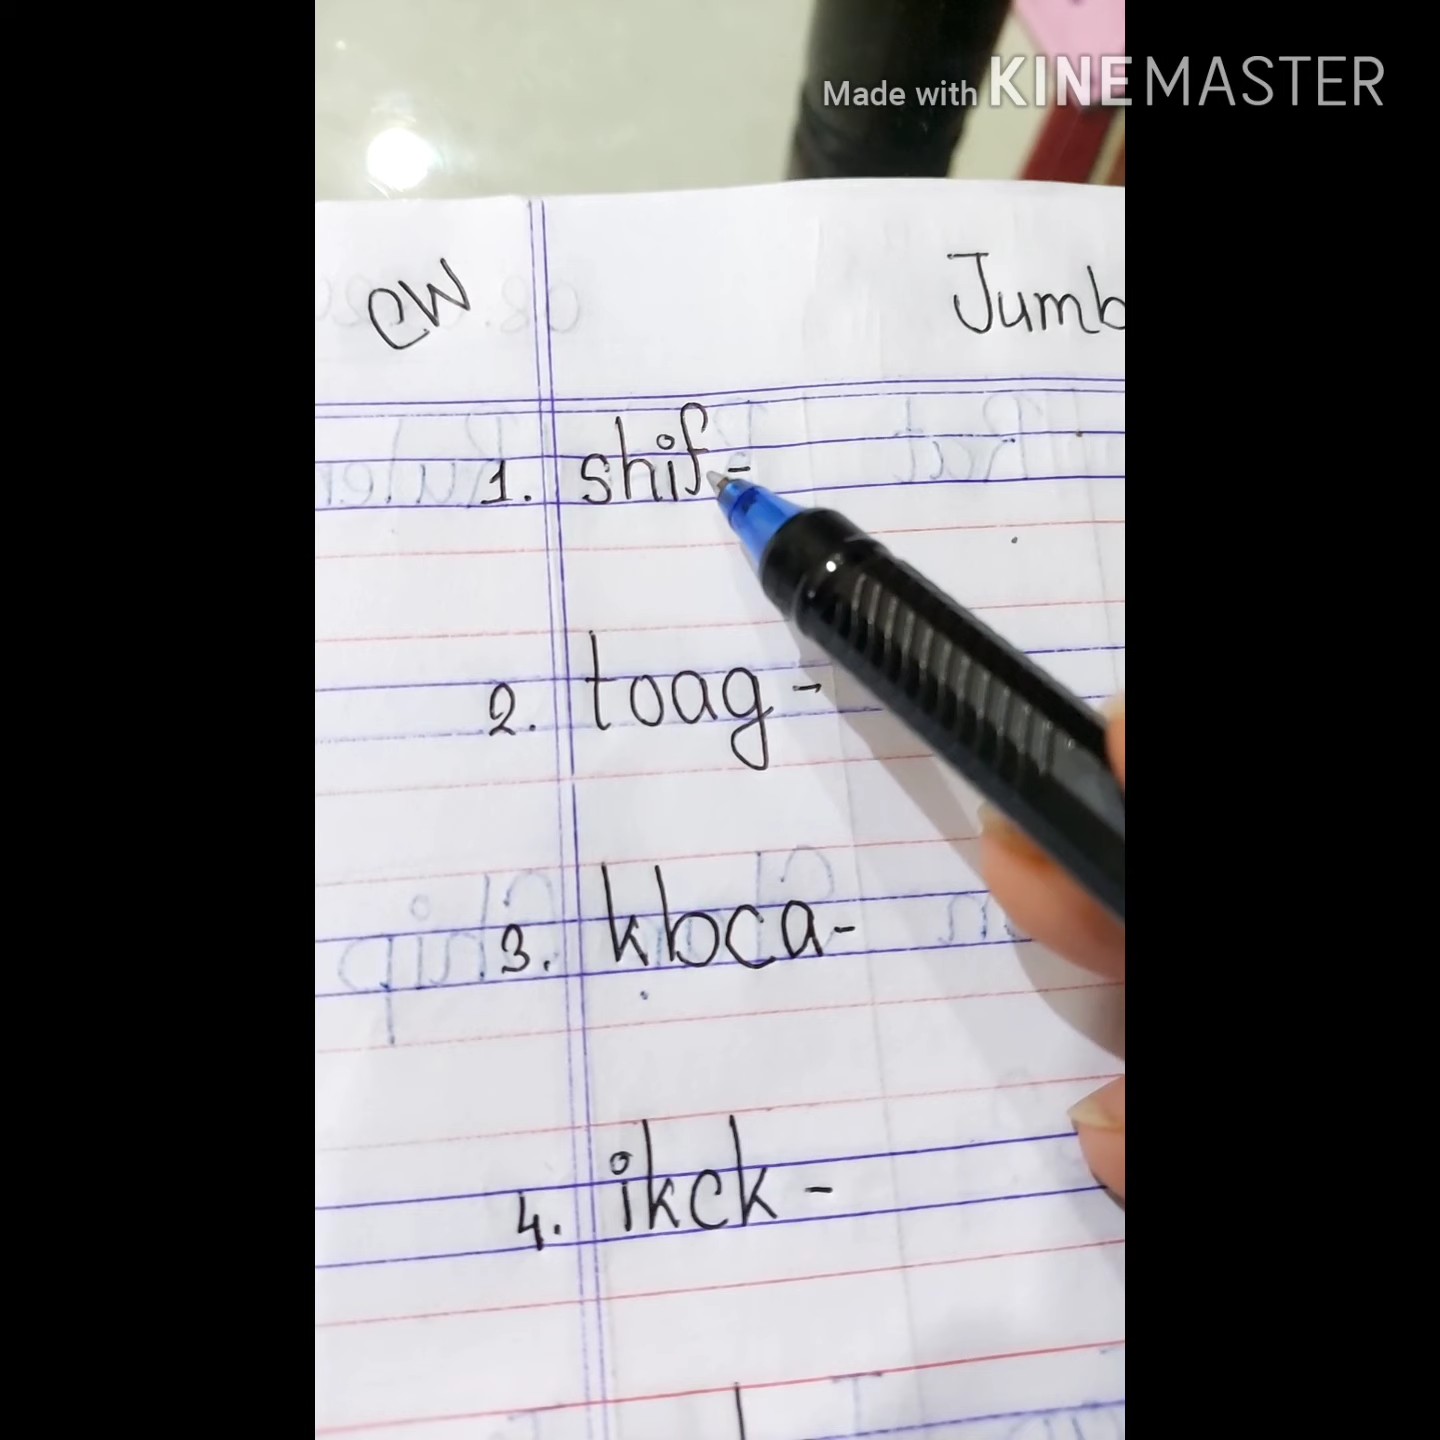 Made with KINEMASTER
CW Jumb
1. shif-
2. toag-
3. kbca-
4. ikck-